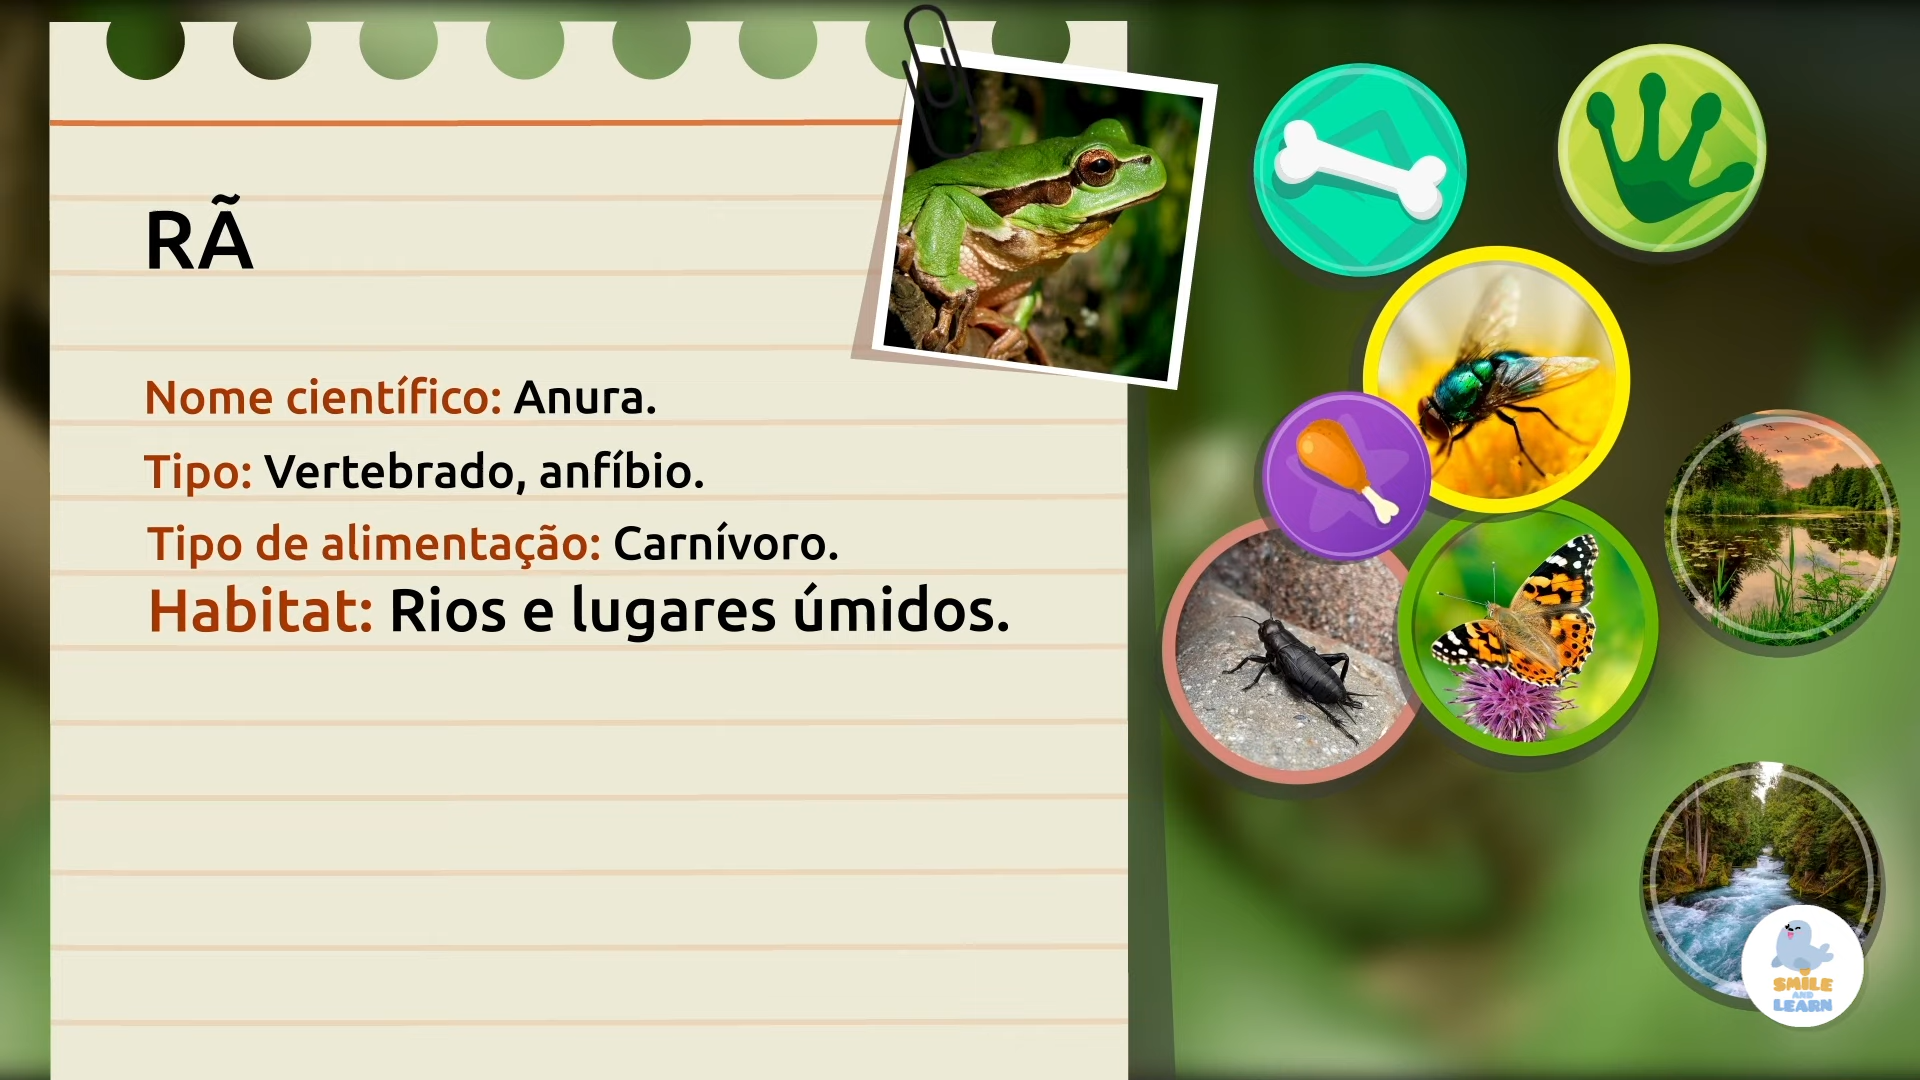 RÃ
Nome científico: Anura.
Tipo: Vertebrado, anfíbio.
Tipo de alimentação: Carnívoro.
Habitat: Rios e lugares úmidos.
SMILE
AND
LEARN